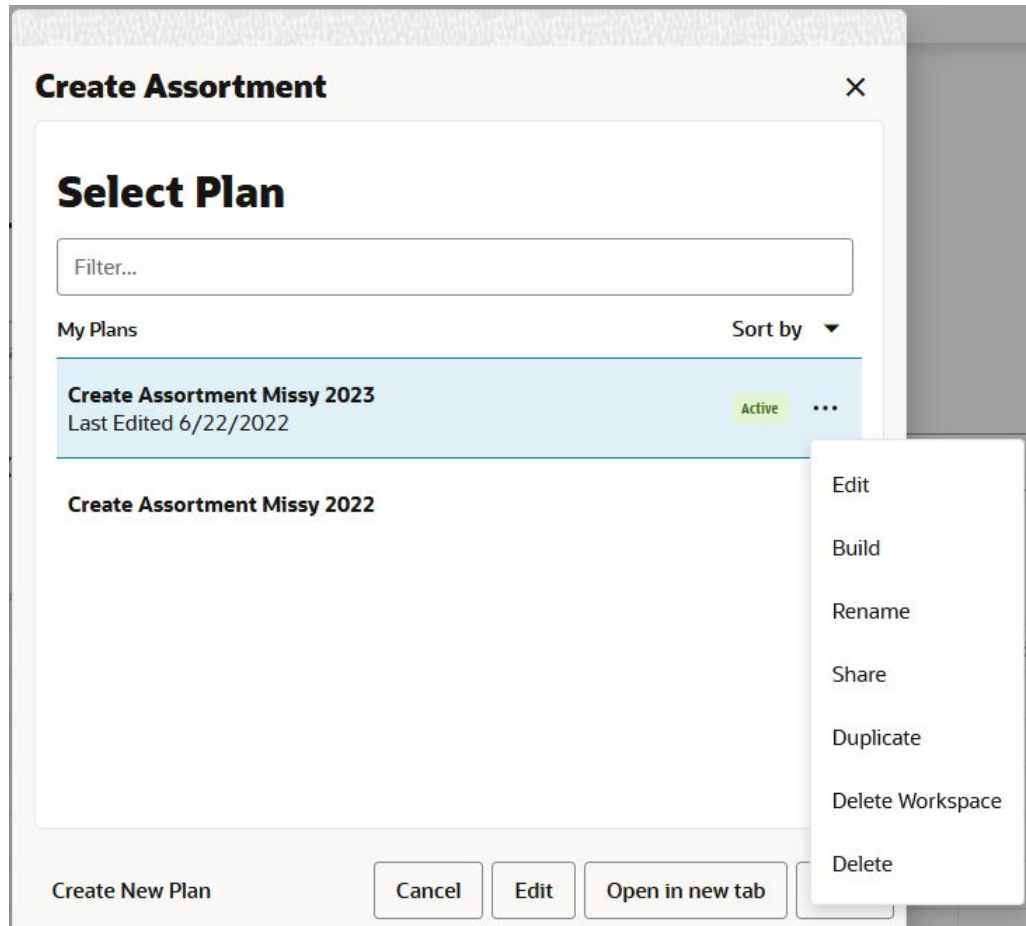 Create Assortment
Select Plan
Filter...
My Plans
Sort by
Create Assortment Missy 2023
Last Edited 6/22/2022
Active
Create Assortment Missy 2022
Edit
Build
Rename
Share
Duplicate
Delete Workspace
Delete
Create New Plan
Cancel
Edit
Open in new tab